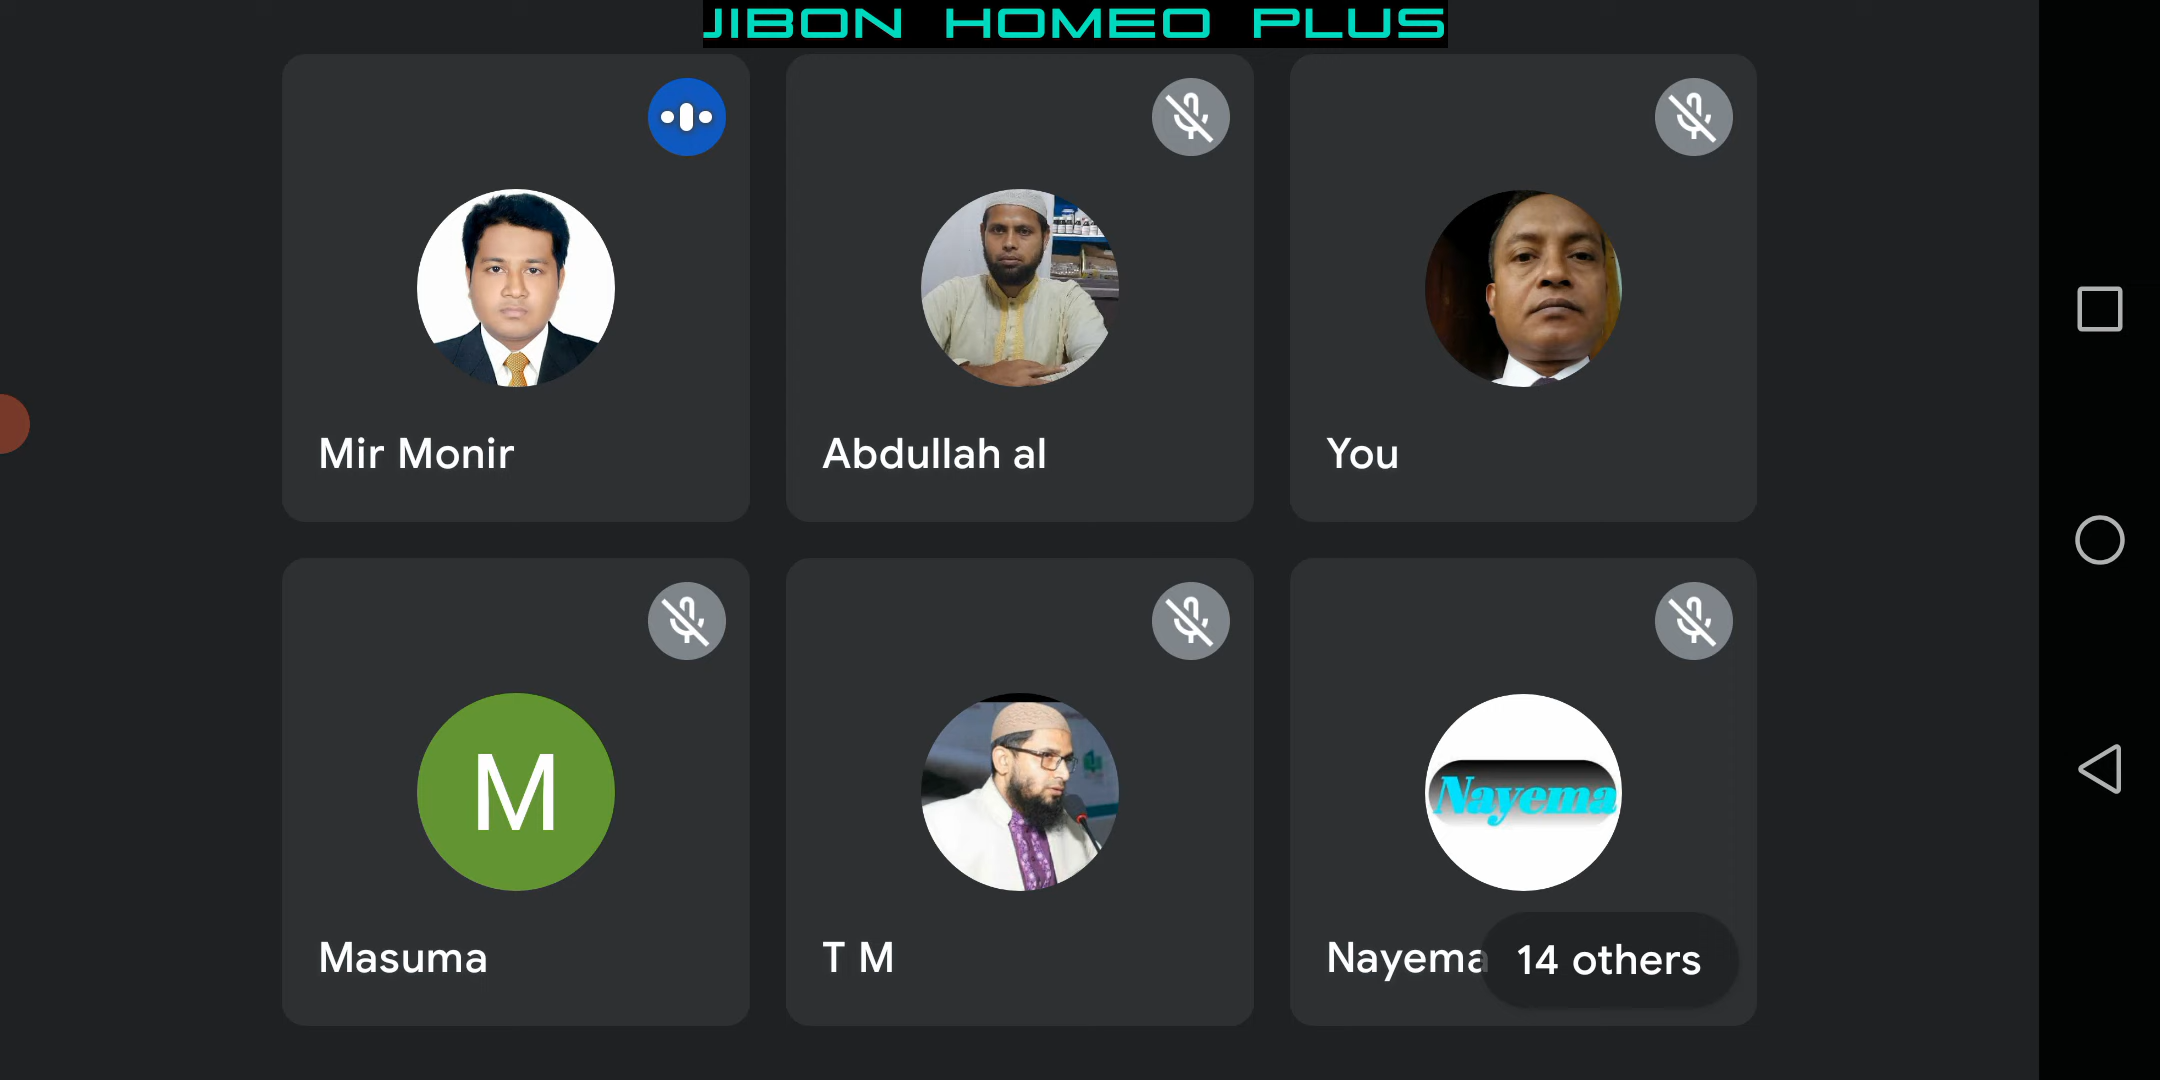 JIBON HOMEO PLUS
Mir Monir
Abdullah al
You
M
Masuma
T M
Nayema
Nayema
14 others